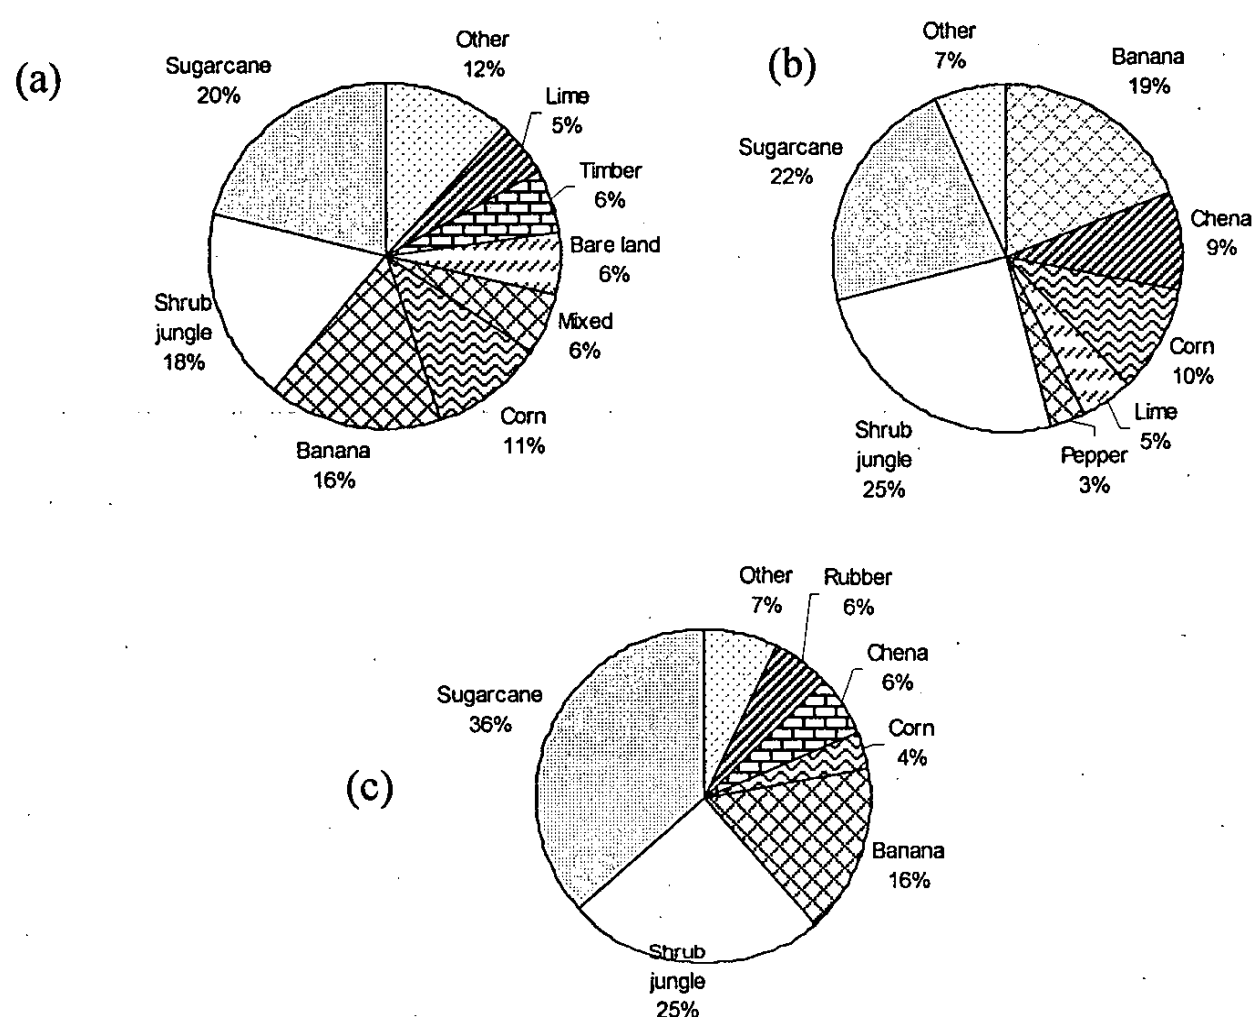 (a)
Other
12%
Sugarcane
20%
Lime
5%
Timber
6%
Bare land
6%
Mixed
6%
Corn
11%
Banana
16%
Shrub
jungle
18%
(b)
Other
7%
Banana
19%
Sugarcane
22%
Chena
9%
Corn
10%
Lime
5%
Pepper
3%
Shrub
jungle
25%
(c)
Other
7%
Rubber
6%
Chena
6%
Corn
4%
Sugarcane
36%
Banana
16%
Shrub
jungle
25%